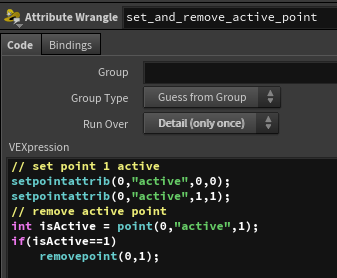 Attribute Wrangle set_and_remove_active_point
Code Bindings
Group
Group Type Guess from Group
Run Over Detail (only once)
VEXpression
// set point 1 active
setpointattrib(0,"active",0,0);
setpointattrib(0,"active",1,1);
// remove active point
int isActive = point(0,"active",1);
if(isActive==1)
removepoint(0,1);